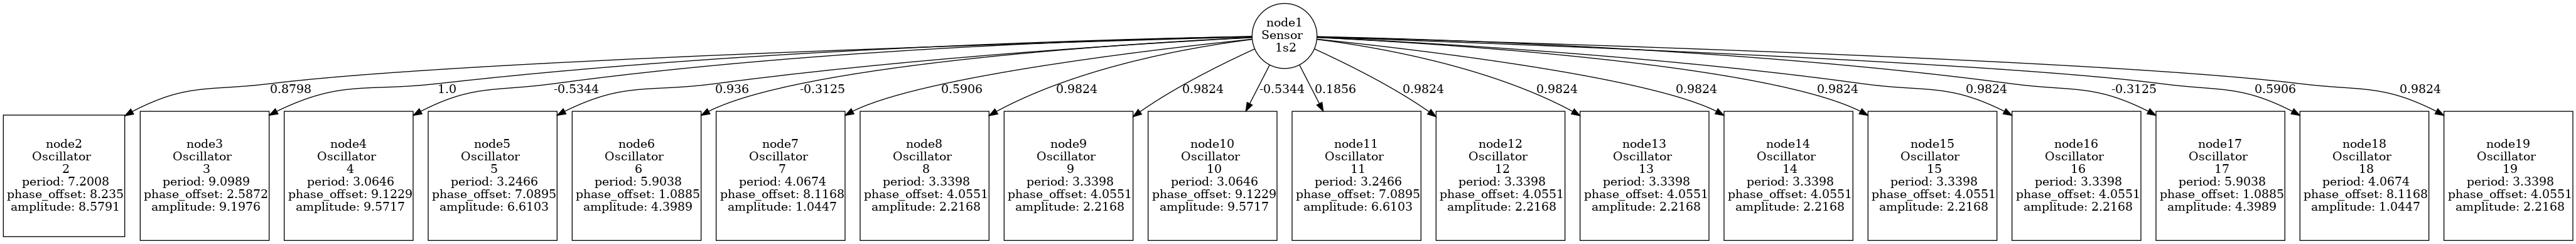 node1
Sensor
1s2
0.8798
1.0
-0.5344
0.936
-0.3125
0.5906
0.9824
0.9824
-0.5344
0.1856
0.9824
0.9824
0.9824
0.9824
0.9824
-0.3125
0.5906
0.9824
node2
Oscillator
2
period: 7.2008
phase_offset: 8.235
amplitude: 8.5791
node3
Oscillator
3
period: 9.0989
phase_offset: 2.5872
amplitude: 9.1976
node4
Oscillator
4
period: 3.0646
phase_offset: 9.1229
amplitude: 9.5717
node5
Oscillator
5
period: 3.2466
phase_offset: 7.0895
amplitude: 6.6103
node6
Oscillator
6
period: 5.9038
phase_offset: 1.0885
amplitude: 4.3989
node7
Oscillator
7
period: 4.0674
phase_offset: 8.1168
amplitude: 1.0447
node8
Oscillator
8
period: 3.3398
phase_offset: 4.0551
amplitude: 2.2168
node9
Oscillator
9
period: 3.3398
phase_offset: 4.0551
amplitude: 2.2168
node10
Oscillator
10
period: 3.0646
phase_offset: 9.1229
amplitude: 9.5717
node11
Oscillator
11
period: 3.2466
phase_offset: 7.0895
amplitude: 6.6103
node12
Oscillator
12
period: 3.3398
phase_offset: 4.0551
amplitude: 2.2168
node13
Oscillator
13
period: 3.3398
phase_offset: 4.0551
amplitude: 2.2168
node14
Oscillator
14
period: 3.3398
phase_offset: 4.0551
amplitude: 2.2168
node15
Oscillator
15
period: 3.3398
phase_offset: 4.0551
amplitude: 2.2168
node16
Oscillator
16
period: 3.3398
phase_offset: 4.0551
amplitude: 2.2168
node17
Oscillator
17
period: 5.9038
phase_offset: 1.0885
amplitude: 4.3989
node18
Oscillator
18
period: 4.0674
phase_offset: 8.1168
amplitude: 1.0447
node19
Oscillator
19
period: 3.3398
phase_offset: 4.0551
amplitude: 2.2168